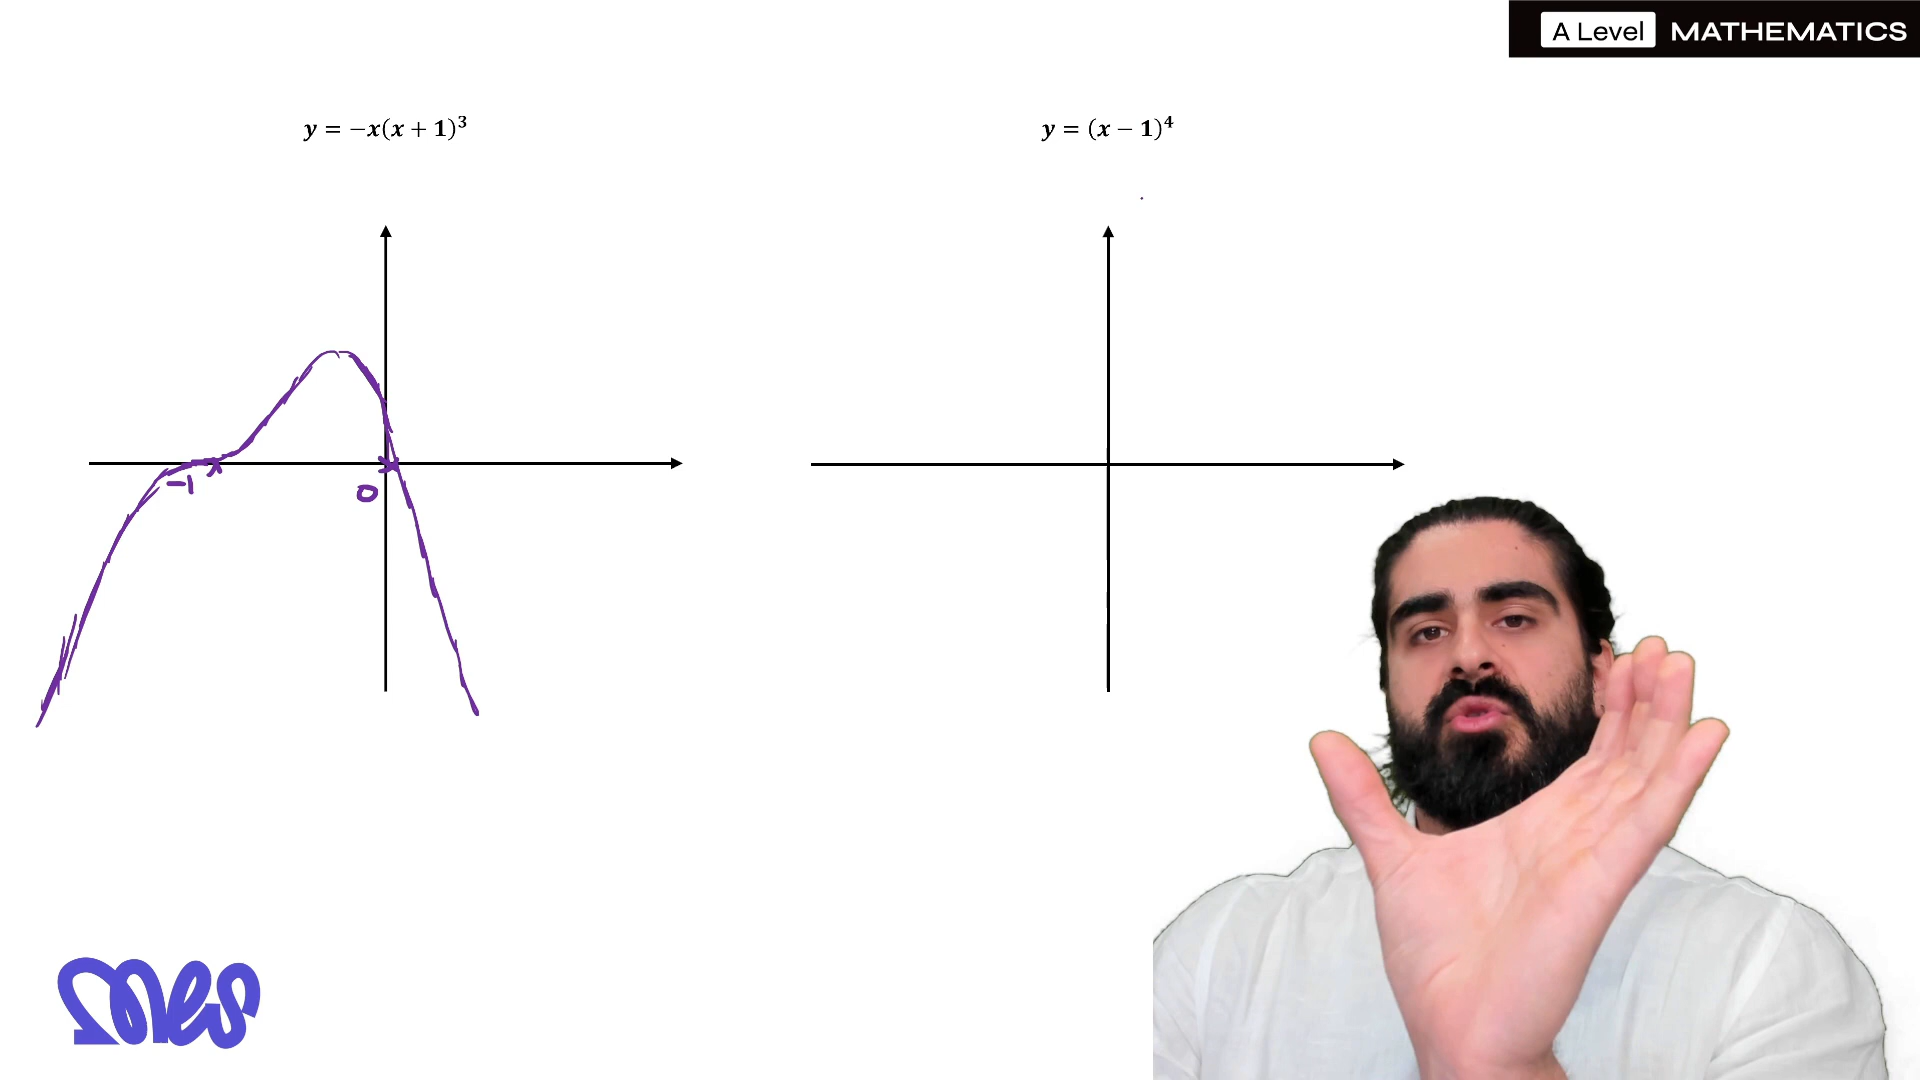 A Level MATHEMATICS
y = −x(x + 1)³
y = (x − 1)⁴
−1
0